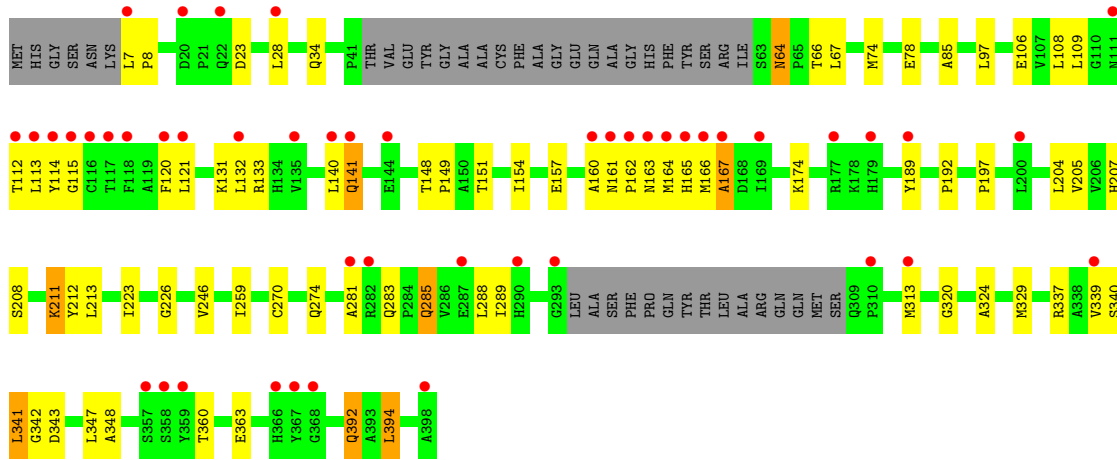 MET HIS GLY SER ASN LYS L7 P8 D20 P21 Q22 D23 L28 Q34 P41 THR VAL GLU TYR GLY ALA ALA CYS PHE ALA GLY GLU GLN ALA GLY HIS PHE TYR SER ARG ILE S63 N64 P65 T66 L67 M74 E78 A85 L97 E106 V107 L108 L109 G110 N111
T112 L113 Y114 G115 C116 T117 F118 A119 F120 L121 K131 L132 R133 H134 V135 L140 Q141 E144 T148 P149 A150 T151 I154 E157 A160 N161 P162 N163 M164 H165 M166 A167 D168 I169 K174 R177 K178 H179 Y189 P192 P197 L200 L204 V205 V206 H207
S208 K211 Y212 L213 I223 G226 V246 I259 C270 Q274 A281 R282 Q283 P284 Q285 V286 E287 L288 I289 H290 G293 LEU ALA SER PHE PRO GLN TYR THR LEU ALA ARG GLN GLN MET SER Q309 P310 M313 G320 A324 M329 R337 A338 V339 S340
L341 G342 D343 L347 A348 S357 S358 Y359 T360 E363 H366 Y367 G368 Q392 A393 L394 A398